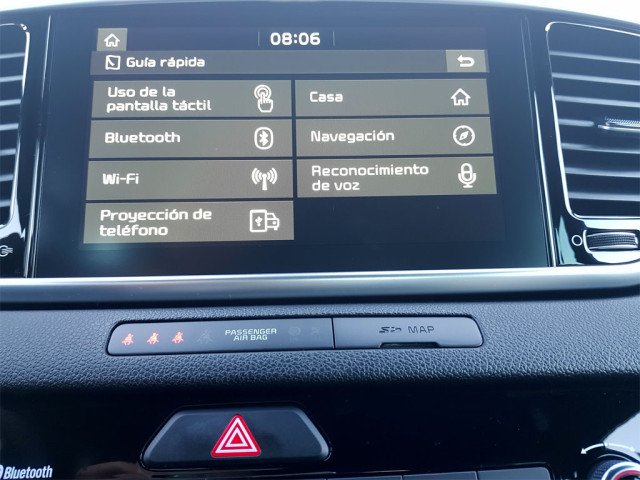 08:06
Guía rápida
Uso de la
pantalla táctil
Casa
Bluetooth
Navegación
Wi-Fi
Reconocimiento
de voz
Proyección de
teléfono
PASSENGER
AIR BAG
SD MAP
Bluetooth